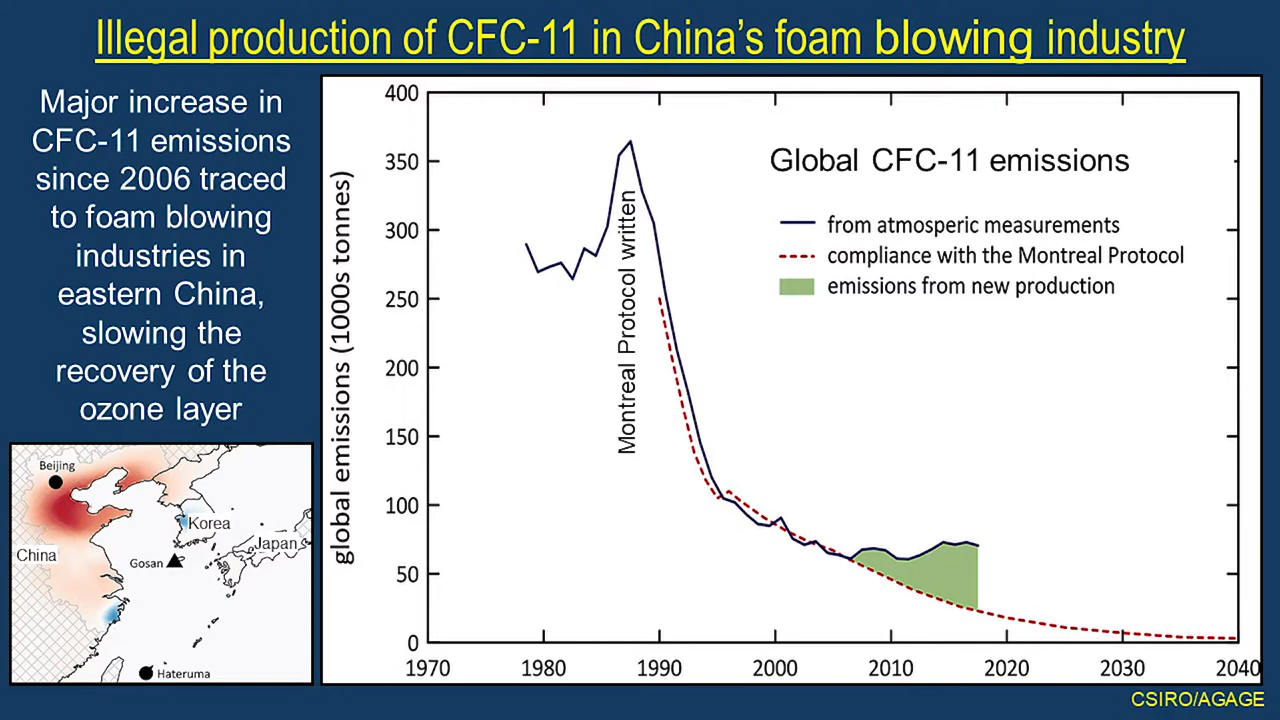 Illegal production of CFC-11 in China's foam blowing industry
Major increase in
CFC-11 emissions
since 2006 traced
to foam blowing
industries in
eastern China,
slowing the
recovery of the
ozone layer
Beijing
China
Korea
Japan
Gosan
Hateruma
global emissions (1000s tonnes)
400
350
300
250
200
150
100
50
0
1970
1980
1990
2000
2010
2020
2030
2040
Montreal Protocol written
Global CFC-11 emissions
from atmosperic measurements
compliance with the Montreal Protocol
emissions from new production
CSIRO/AGAGE